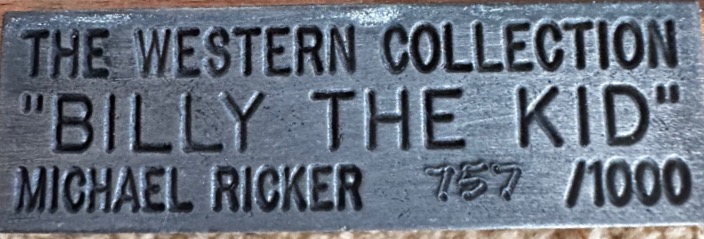 THE WESTERN COLLECTION
"BILLY THE KID"
MICHAEL RICKER 757 /1000